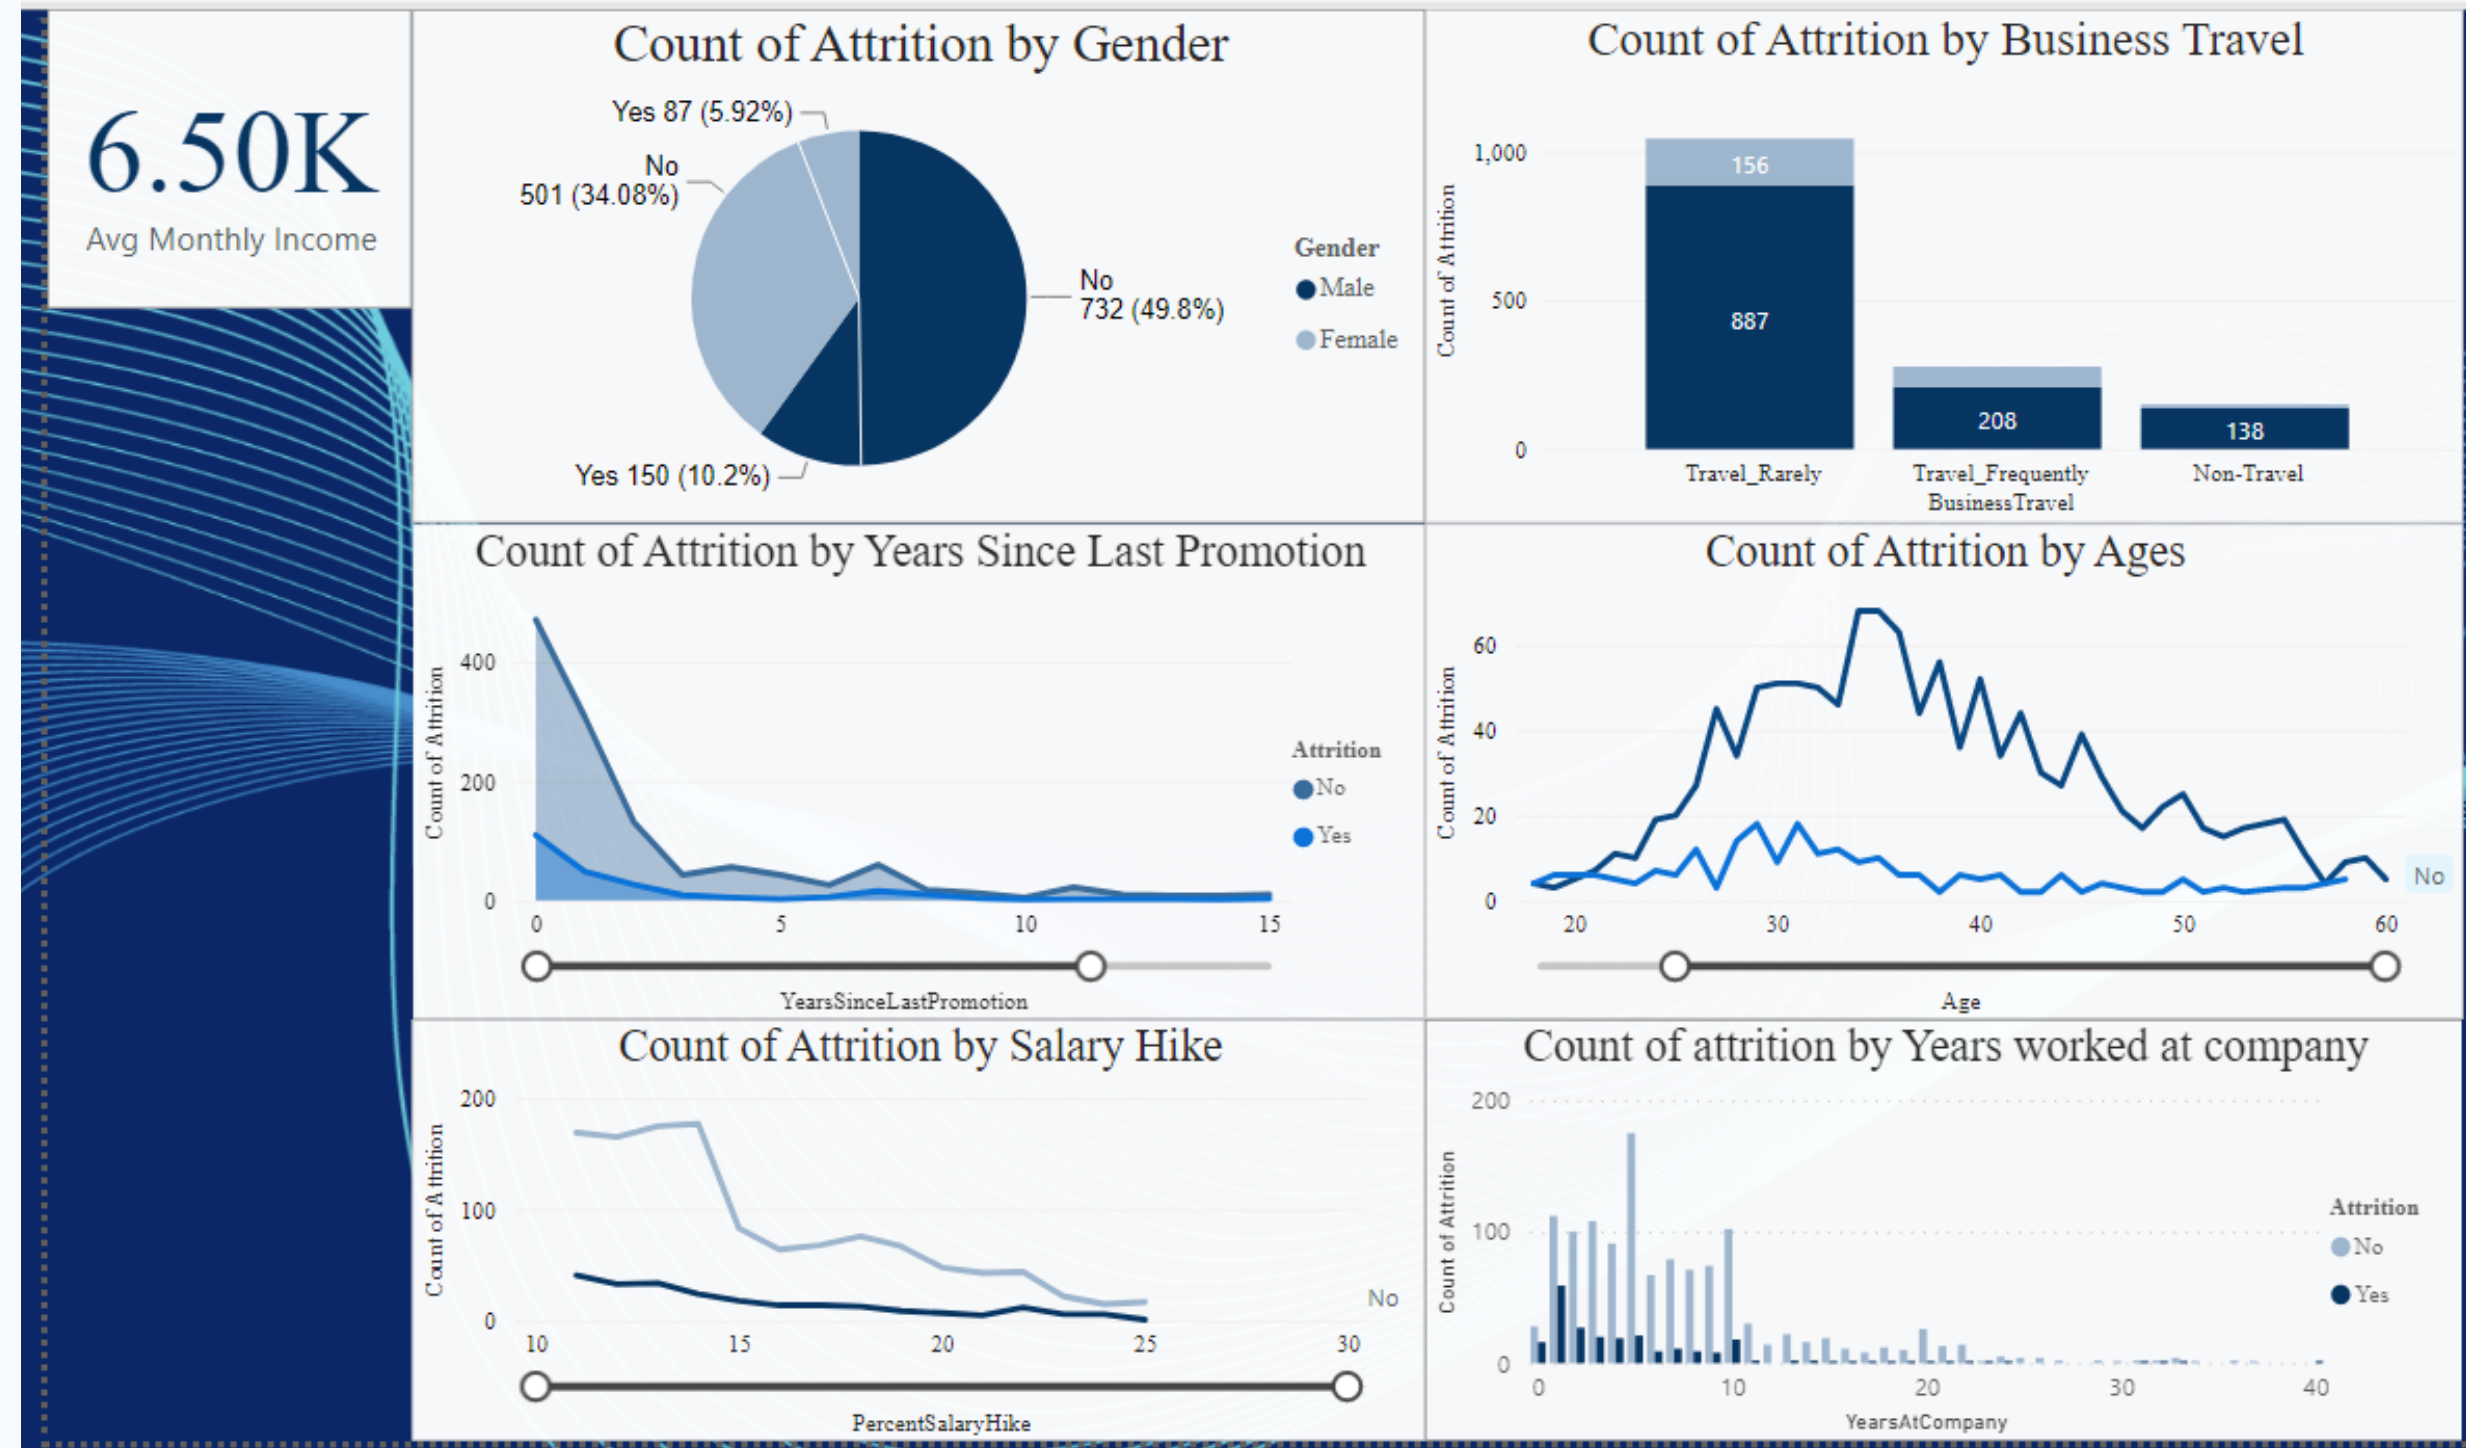 6.50K
Avg Monthly Income
Count of Attrition by Gender
Yes 87 (5.92%)
No
501 (34.08%)
No
732 (49.8%)
Yes 150 (10.2%)
Gender
Male
Female
Count of Attrition by Business Travel
Count of Attrition
1,000
500
0
156
887
208
138
Travel_Rarely
Travel_Frequently
Non-Travel
BusinessTravel
Count of Attrition by Years Since Last Promotion
Count of Attrition
400
200
0
0 5 10 15
YearsSinceLastPromotion
Attrition
No
Yes
Count of Attrition by Ages
Count of Attrition
60
40
20
0
20 30 40 50 60
Age
No
Count of Attrition by Salary Hike
Count of Attrition
200
100
0
10 15 20 25 30
PercentSalaryHike
No
Count of attrition by Years worked at company
Count of Attrition
200
100
0
0 10 20 30 40
YearsAtCompany
Attrition
No
Yes